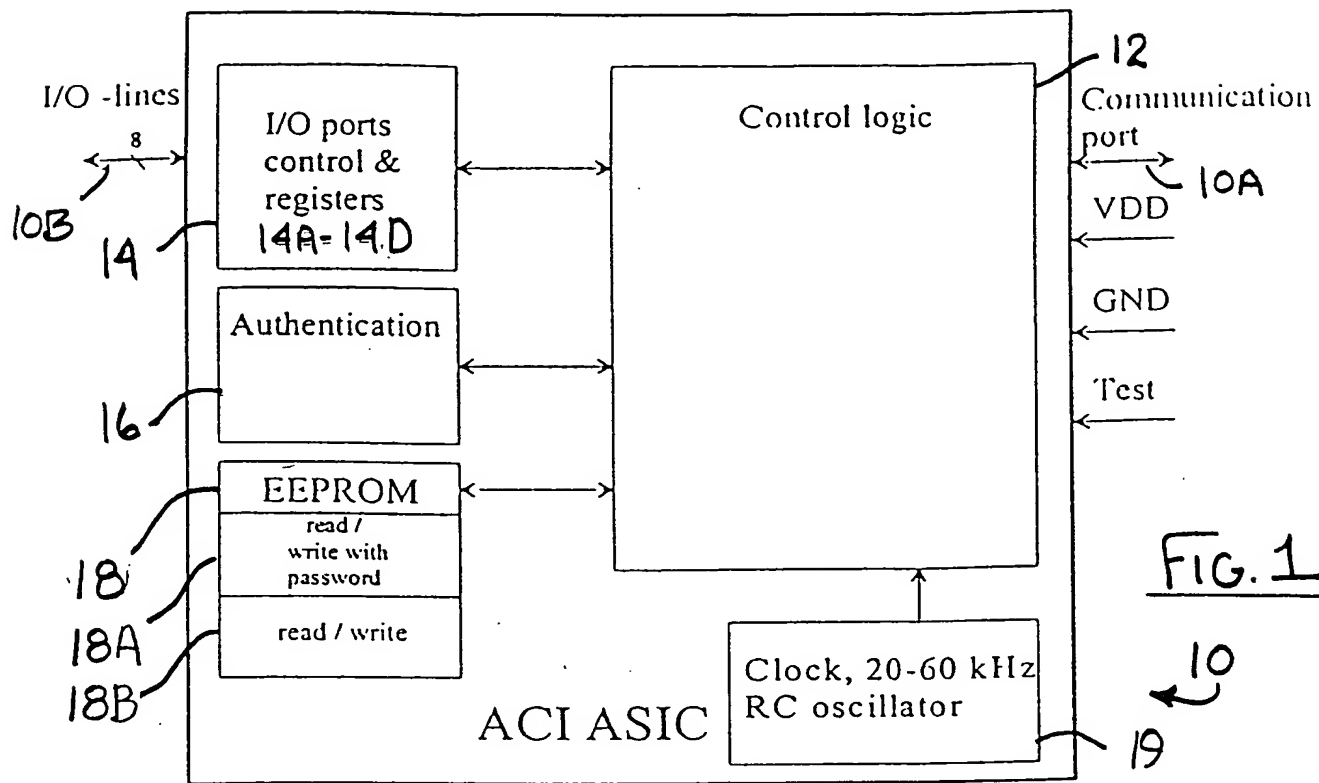 I/O -lines
8
10B
14
I/O ports
control &
registers
14A-14D
Authentication
16
EEPROM
18
read /
write with
password
18A
read / write
18B
Control logic
12
Communication
port
10A
VDD
GND
Test
Clock, 20-60 kHz
RC oscillator
19
ACI ASIC
FIG. 1
10